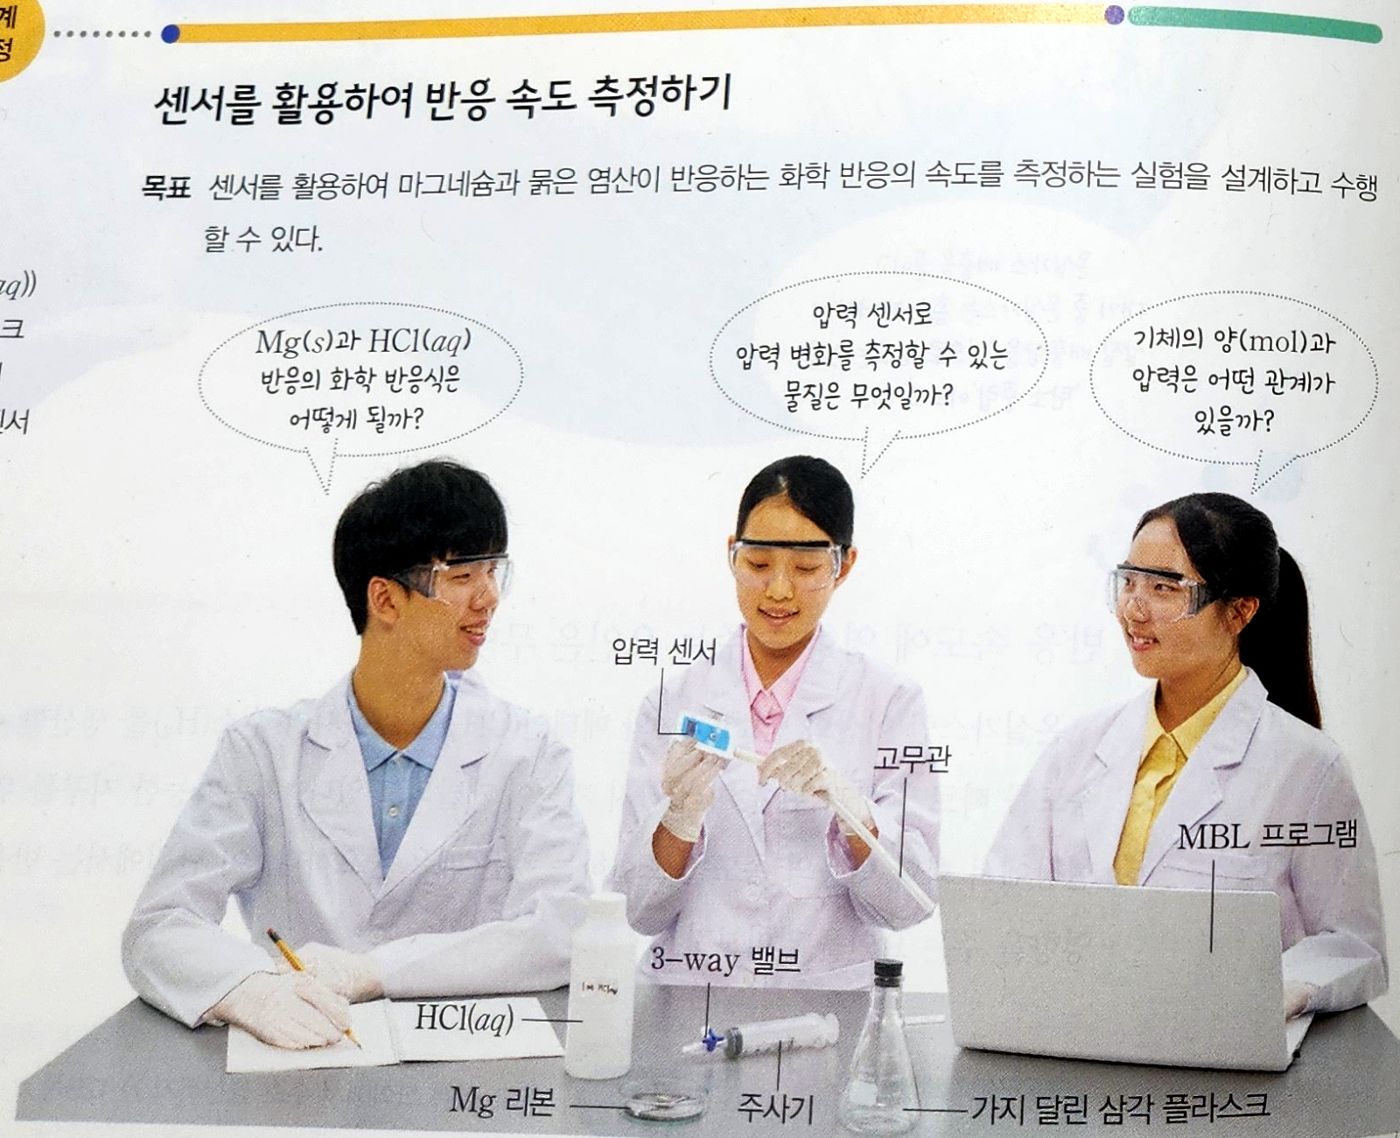 계
정
센서를 활용하여 반응 속도 측정하기
목표 센서를 활용하여 마그네슘과 묽은 염산이 반응하는 화학 반응의 속도를 측정하는 실험을 설계하고 수행
할 수 있다.
aq))
크
센서
Mg(s)과 HCl(aq)
반응의 화학 반응식은
어떻게 될까?
압력 센서로
압력 변화를 측정할 수 있는
물질은 무엇일까?
기체의 양(mol)과
압력은 어떤 관계가
있을까?
압력 센서
고무관
MBL 프로그램
3-way 밸브
HCl(aq)
Mg 리본
주사기
가지 달린 삼각 플라스크